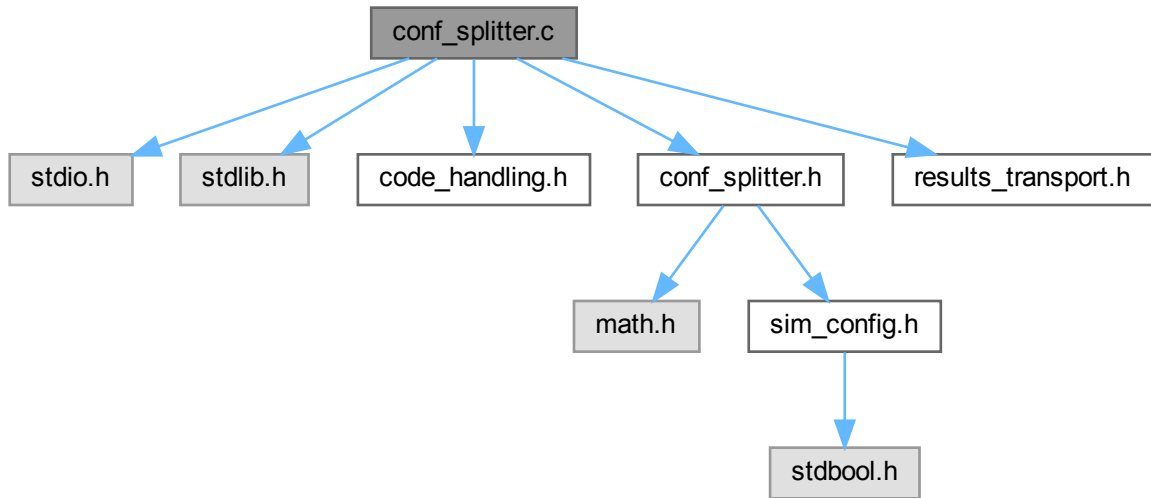 conf_splitter.c
stdio.h
stdlib.h
code_handling.h
conf_splitter.h
results_transport.h
math.h
sim_config.h
stdbool.h